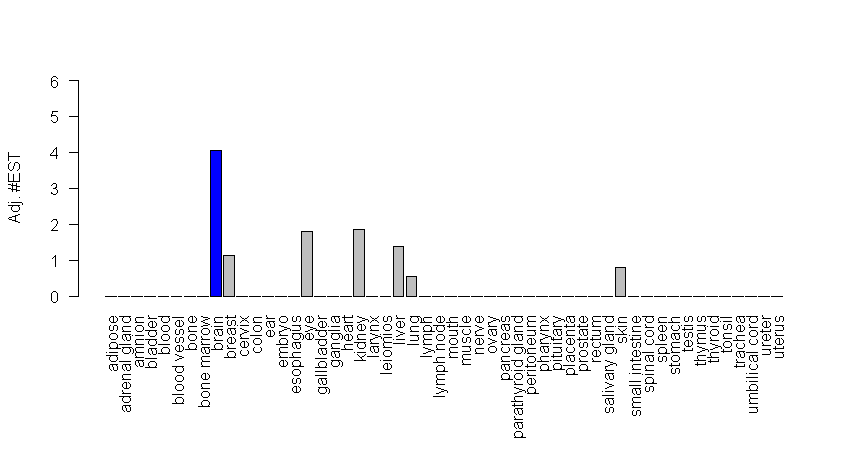 6
5
4
3
2
1
0
Adj. #EST
adipose
adrenal gland
amnion
bladder
blood
blood vessel
bone
bone marrow
brain
breast
cervix
colon
ear
embryo
esophagus
eye
gallbladder
ganglia
heart
kidney
larynx
leiomios
liver
lung
lymph
lymph node
mouth
muscle
nerve
ovary
pancreas
parathyroid gland
peritoneum
pharynx
pituitary
placenta
prostate
rectum
salivary gland
skin
small intestine
spinal cord
spleen
stomach
testis
thymus
thyroid
tonsil
trachea
umbilical cord
ureter
uterus